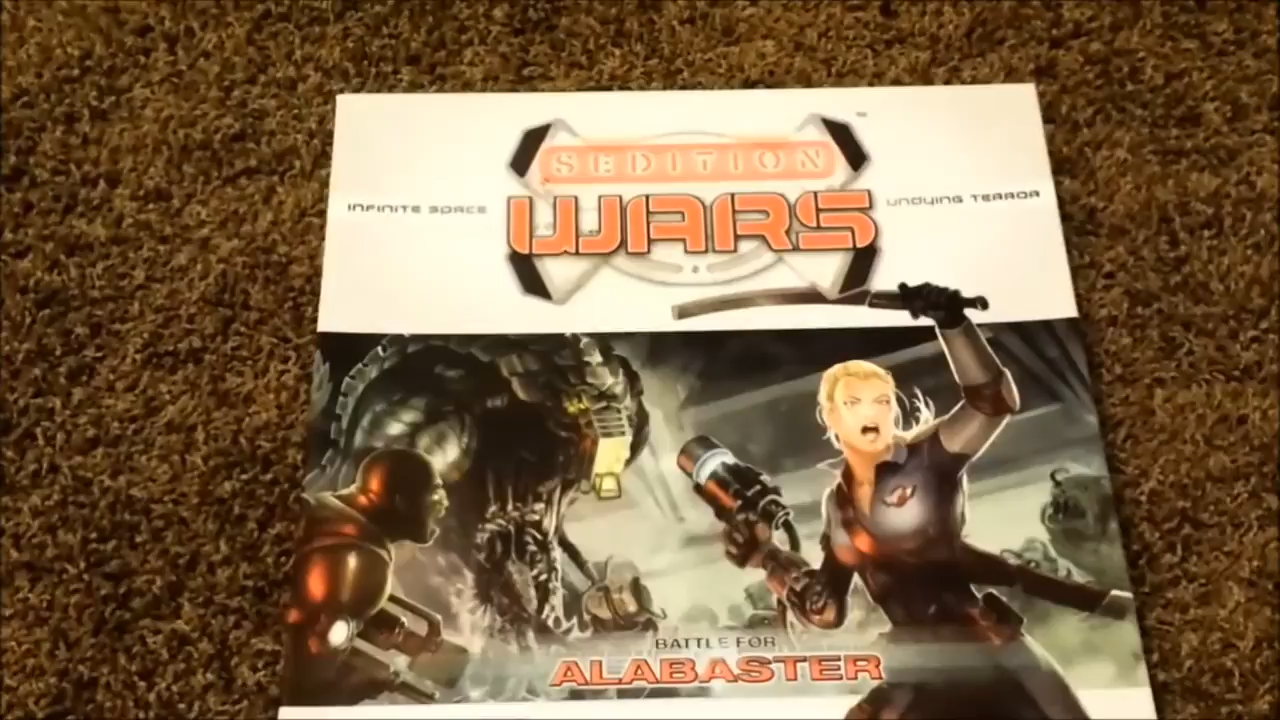 SEDITION
WARS
INFINITE SPACE
UNDYING TERROR
BATTLE FOR
ALABASTER